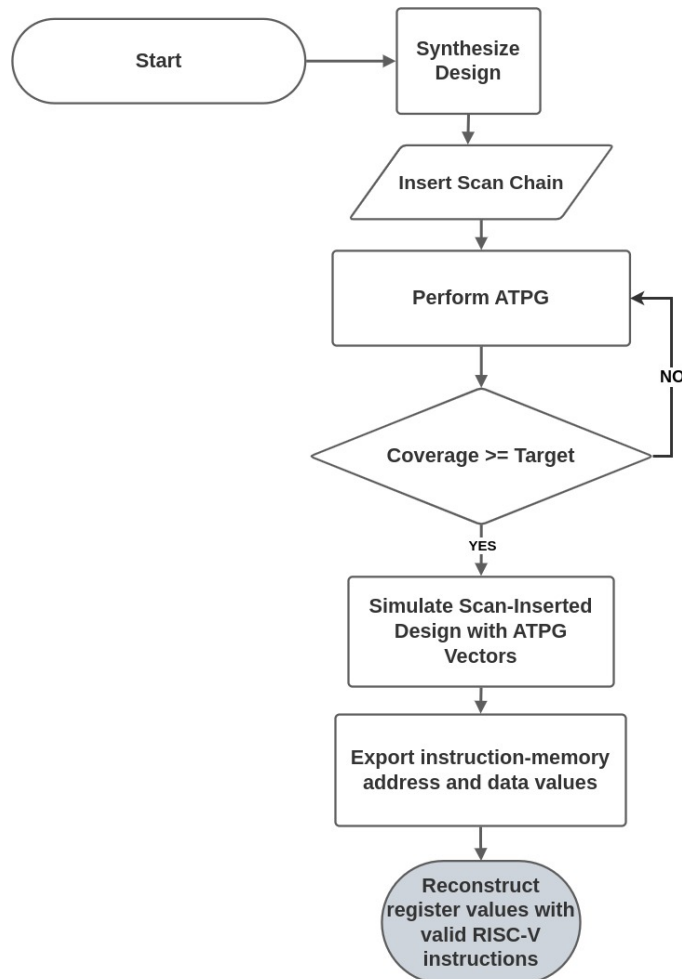 Start
Synthesize
Design
Insert Scan Chain
Perform ATPG
NO
Coverage >= Target
YES
Simulate Scan-Inserted
Design with ATPG
Vectors
Export instruction-memory
address and data values
Reconstruct
register values with
valid RISC-V
instructions